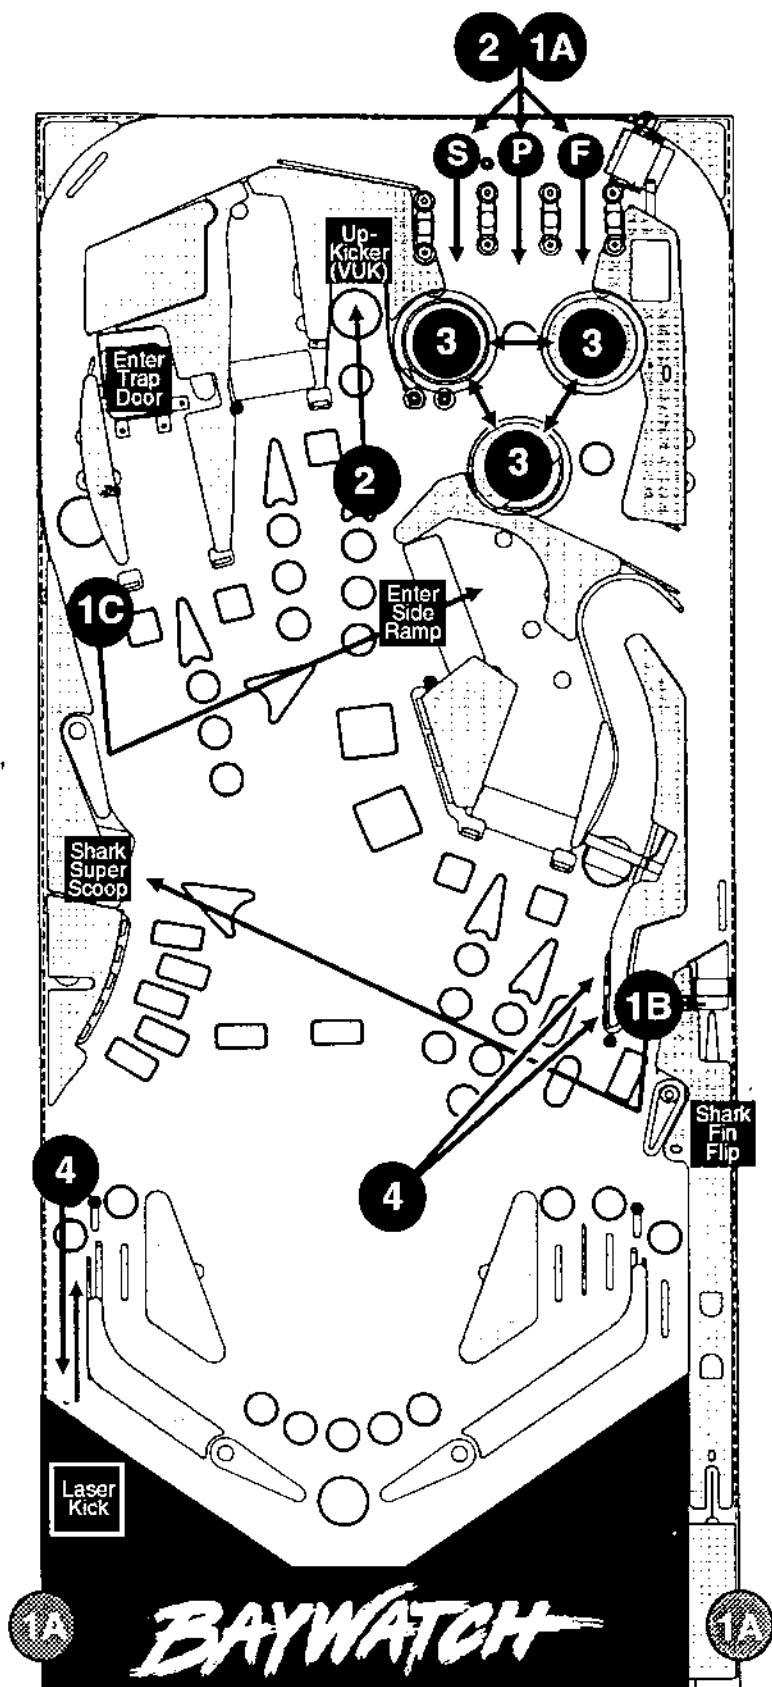 2 1A
S P F
Up-
Kicker
(VUK)
3 3
Enter
Trap
Door
3
2
1C
Enter
Side
Ramp
Shark
Super
Scoop
1B
Shark
Fin
Flip
4
4
Laser
Kick
1A
BAYWATCH
1A